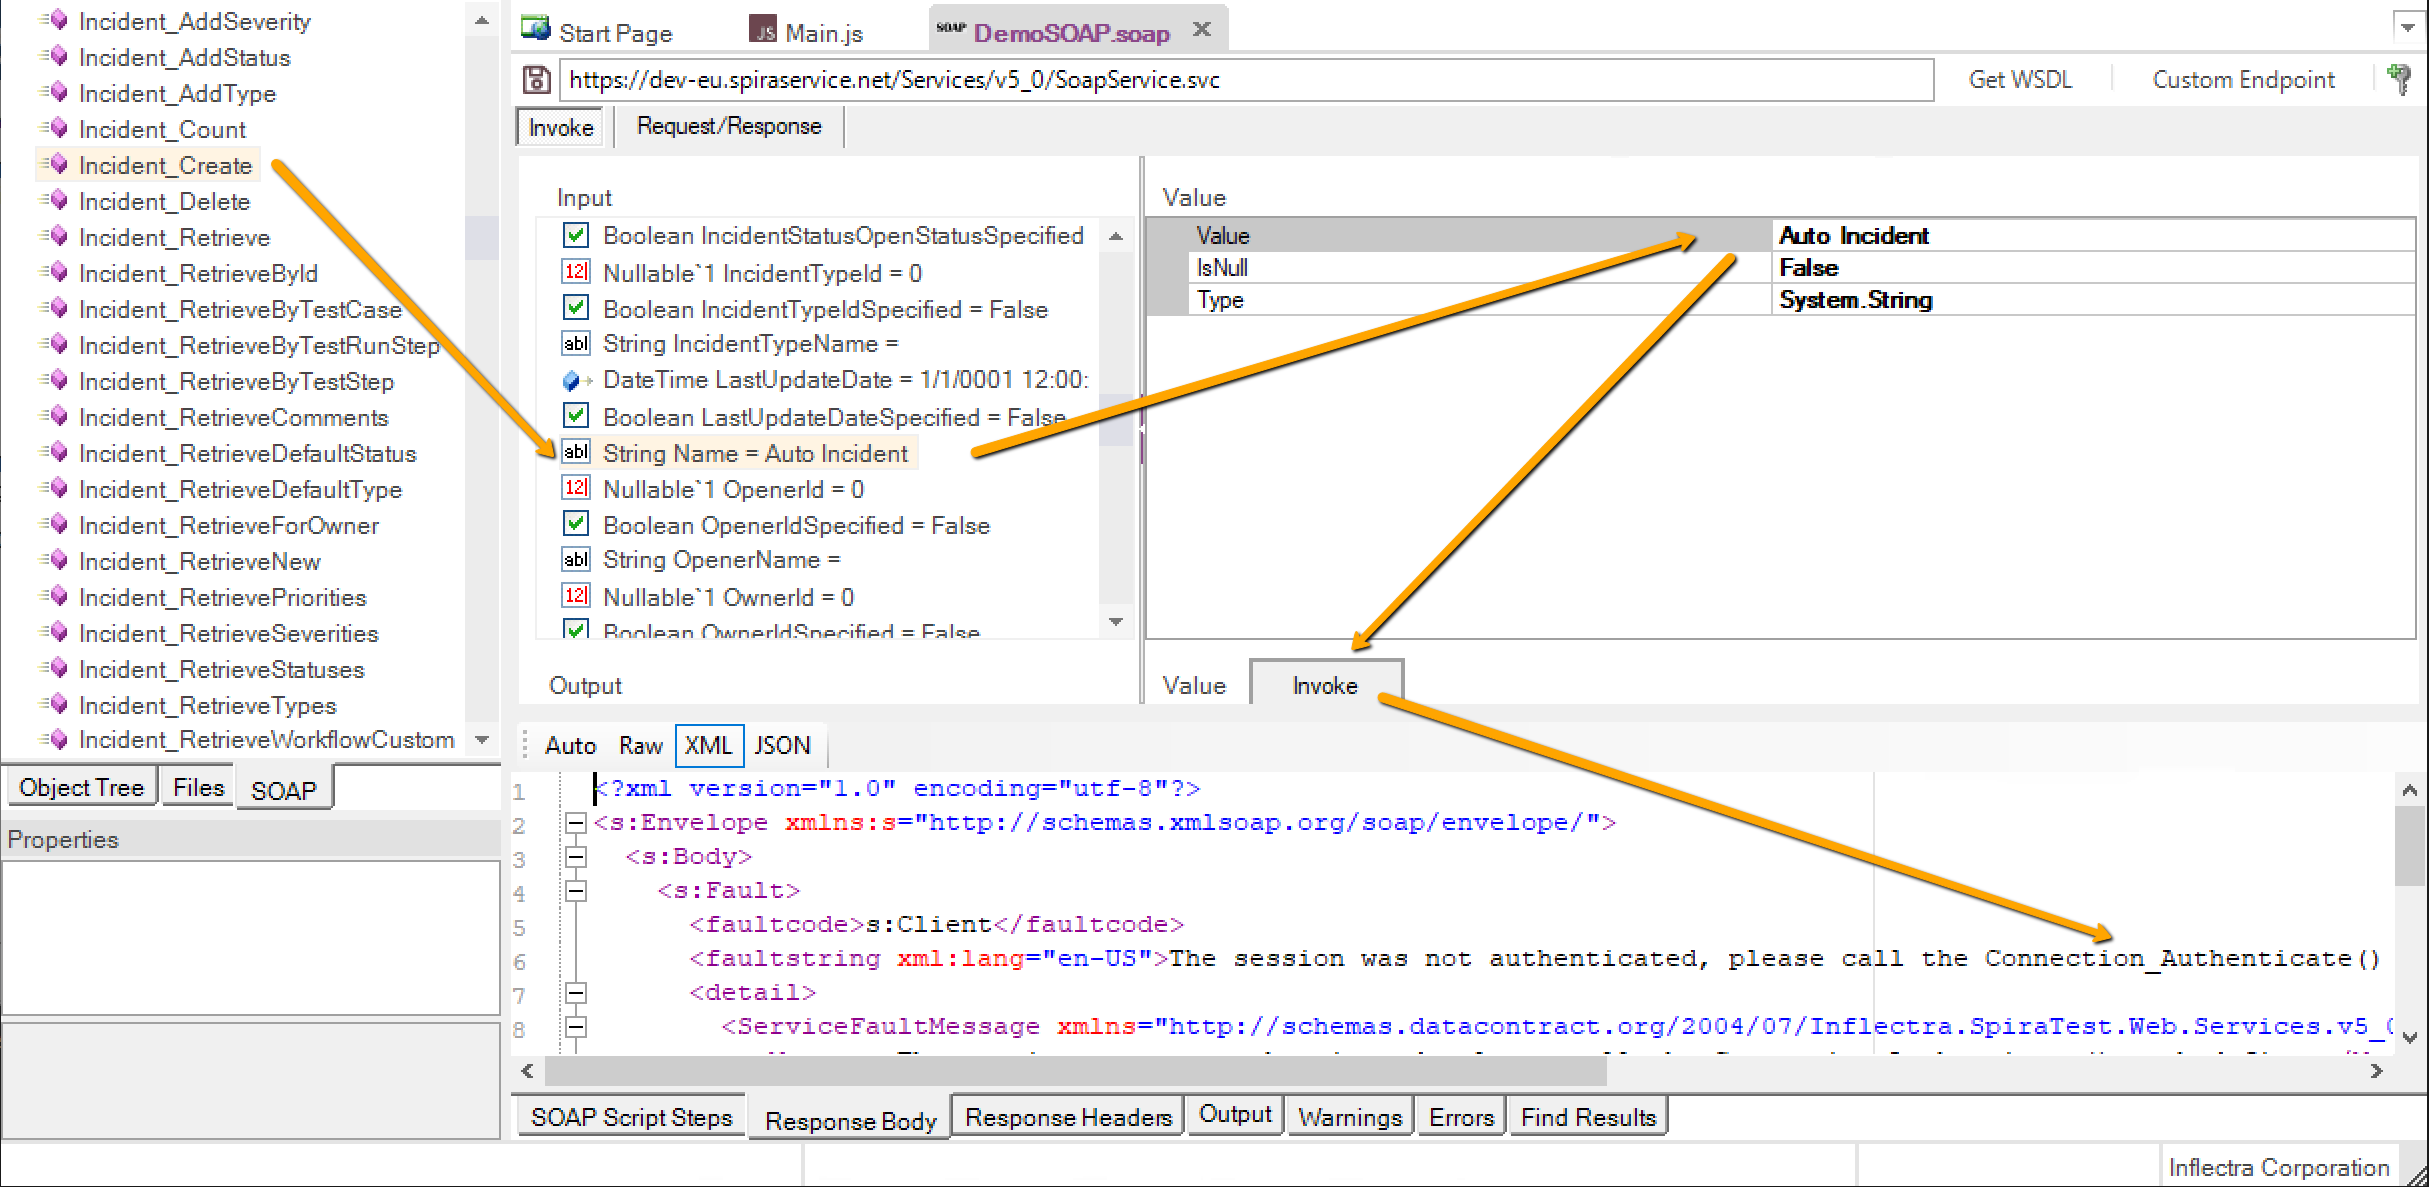 Incident_AddSeverity
Incident_AddStatus
Incident_AddType
Incident_Count
Incident_Create
Incident_Delete
Incident_Retrieve
Incident_RetrieveById
Incident_RetrieveByTestCase
Incident_RetrieveByTestRunStep
Incident_RetrieveByTestStep
Incident_RetrieveComments
Incident_RetrieveDefaultStatus
Incident_RetrieveDefaultType
Incident_RetrieveForOwner
Incident_RetrieveNew
Incident_RetrievePriorities
Incident_RetrieveSeverities
Incident_RetrieveStatuses
Incident_RetrieveTypes
Incident_RetrieveWorkflowCustom
Object Tree Files SOAP
Properties
Start Page JS Main.js SOAP DemoSOAP.soap
https://dev-eu.spiraservice.net/Services/v5_0/SoapService.svc Get WSDL Custom Endpoint
Invoke Request/Response
Input
Boolean IncidentStatusOpenStatusSpecified
12 Nullable`1 IncidentTypeId = 0
Boolean IncidentTypeIdSpecified = False
abl String IncidentTypeName =
DateTime LastUpdateDate = 1/1/0001 12:00:
Boolean LastUpdateDateSpecified = False
abl String Name = Auto Incident
12 Nullable`1 OpenerId = 0
Boolean OpenerIdSpecified = False
abl String OpenerName =
12 Nullable`1 OwnerId = 0
Boolean OwnerIdSpecified = False
Output
Value
Value Auto Incident
IsNull False
Type System.String
Value Invoke
Auto Raw XML JSON
1 <?xml version="1.0" encoding="utf-8"?>
2 <s:Envelope xmlns:s="http://schemas.xmlsoap.org/soap/envelope/">
3 <s:Body>
4 <s:Fault>
5 <faultcode>s:Client</faultcode>
6 <faultstring xml:lang="en-US">The session was not authenticated, please call the Connection_Authenticate()
7 <detail>
8 <ServiceFaultMessage xmlns="http://schemas.datacontract.org/2004/07/Inflectra.SpiraTest.Web.Services.v5_0
SOAP Script Steps Response Body Response Headers Output Warnings Errors Find Results
Inflectra Corporation